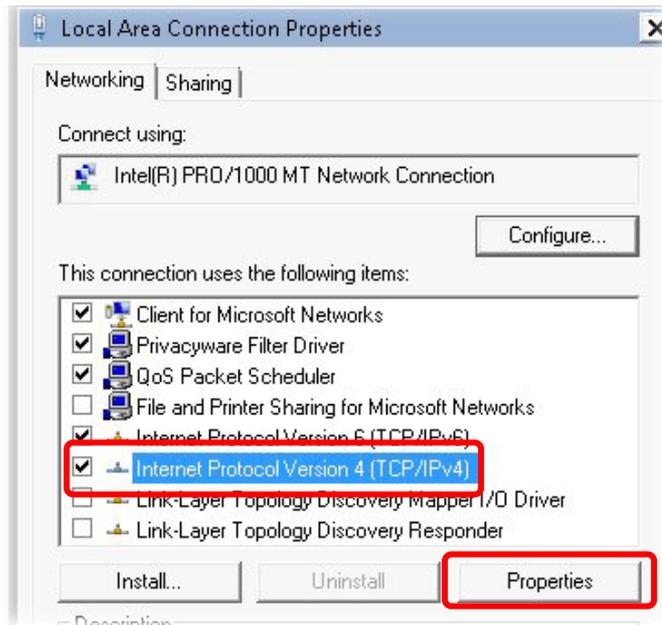 Local Area Connection Properties
Networking
Sharing
Connect using:
Intel(R) PRO/1000 MT Network Connection
Configure...
This connection uses the following items:
Client for Microsoft Networks
Privacyware Filter Driver
QoS Packet Scheduler
File and Printer Sharing for Microsoft Networks
Internet Protocol Version 6 (TCP/IPv6)
Internet Protocol Version 4 (TCP/IPv4)
Link-Layer Topology Discovery Mapper I/O Driver
Link-Layer Topology Discovery Responder
Install...
Uninstall
Properties
Description